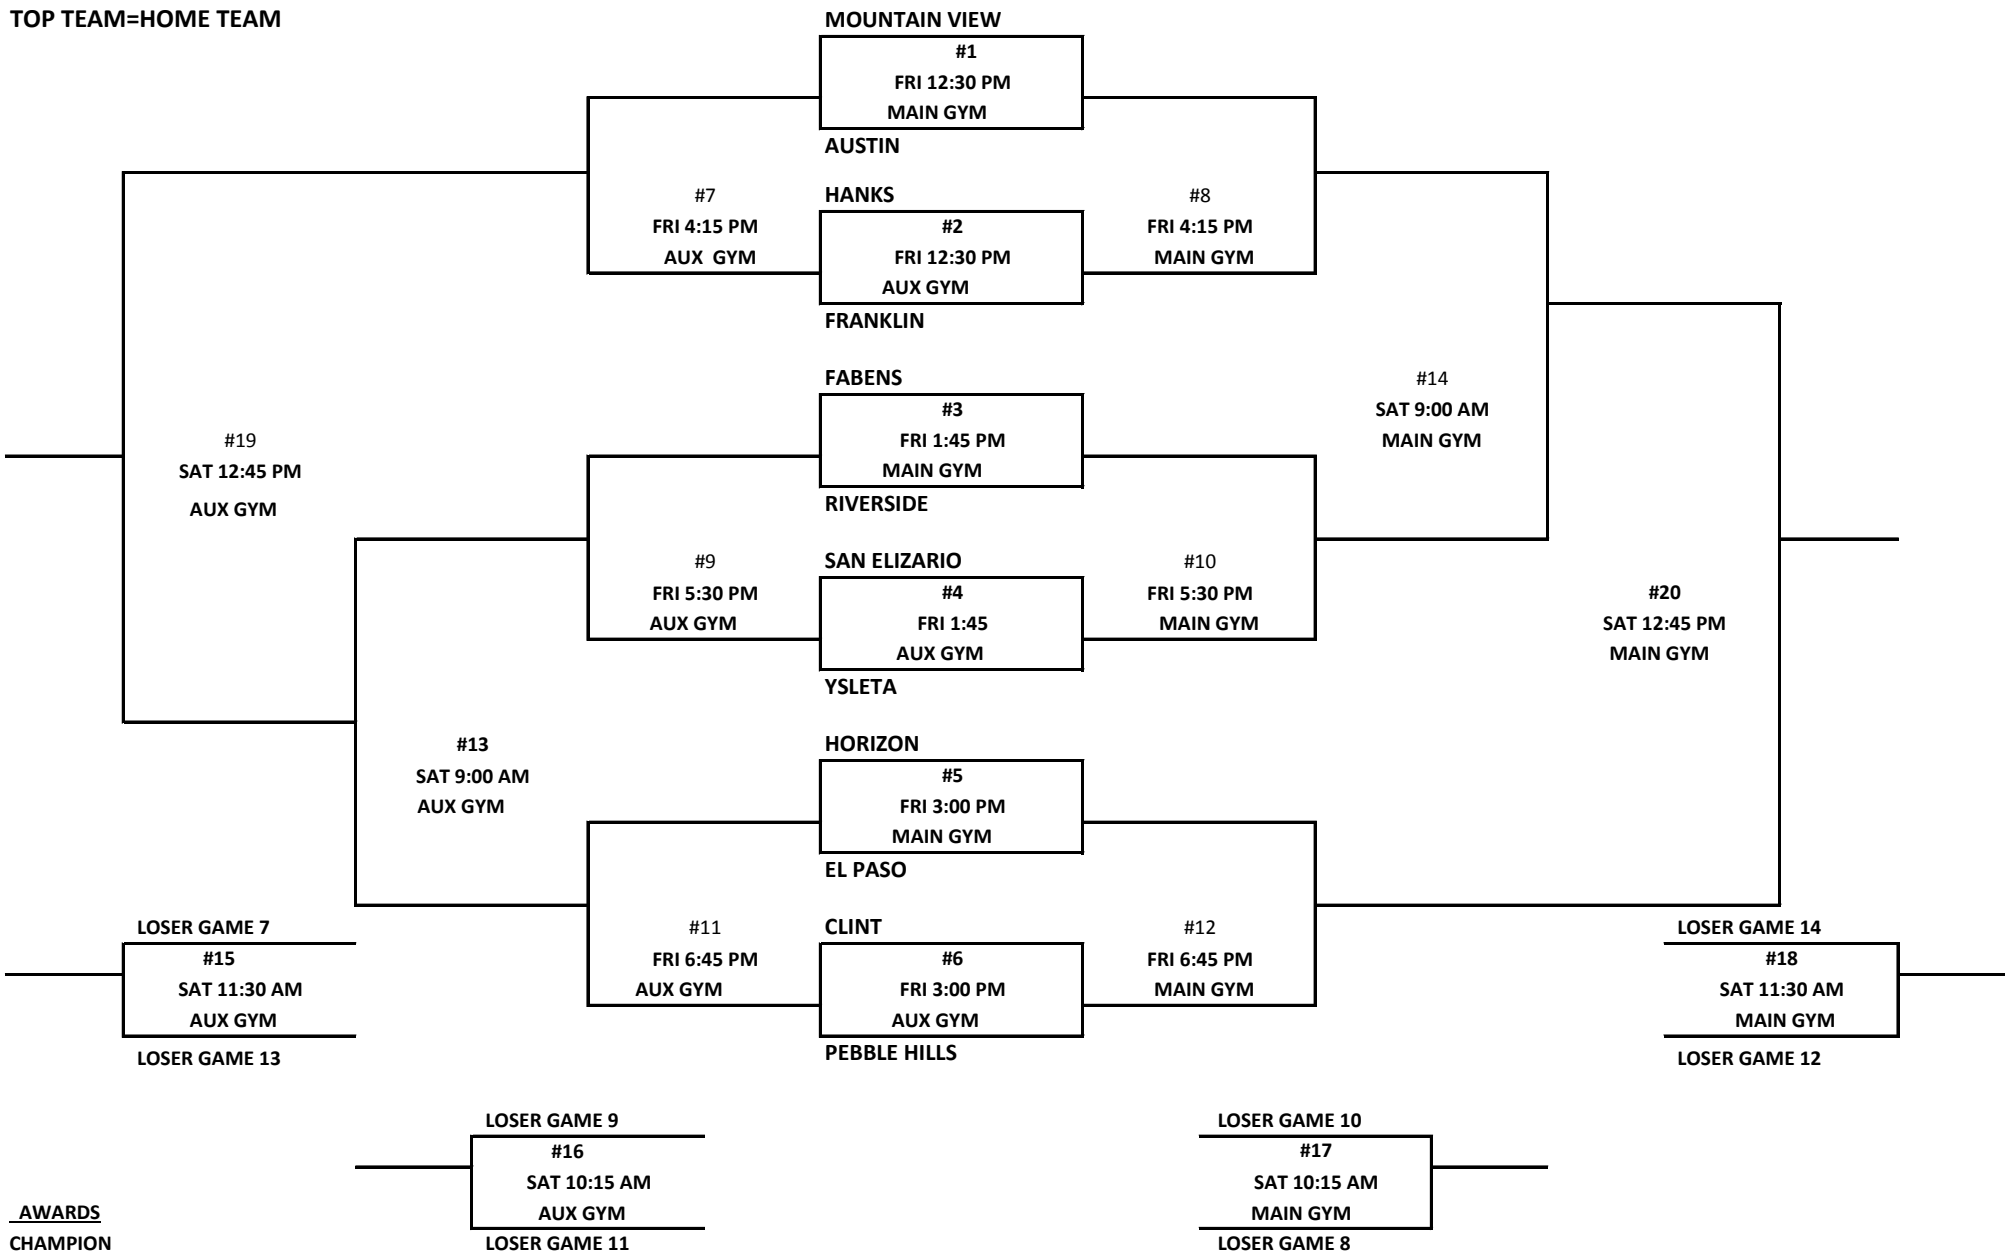 TOP TEAM=HOME TEAM
MOUNTAIN VIEW
#1
FRI 12:30 PM
MAIN GYM
AUSTIN
#7
FRI 4:15 PM
AUX  GYM
HANKS
#2
FRI 12:30 PM
AUX GYM
FRANKLIN
#8
FRI 4:15 PM
MAIN GYM
FABENS
#3
FRI 1:45 PM
MAIN GYM
RIVERSIDE
#14
SAT 9:00 AM
MAIN GYM
#19
SAT 12:45 PM
AUX GYM
#9
FRI 5:30 PM
AUX GYM
SAN ELIZARIO
#4
FRI 1:45
AUX GYM
YSLETA
#10
FRI 5:30 PM
MAIN GYM
#20
SAT 12:45 PM
MAIN GYM
#13
SAT 9:00 AM
AUX GYM
HORIZON
#5
FRI 3:00 PM
MAIN GYM
EL PASO
LOSER GAME 7
#15
SAT 11:30 AM
AUX GYM
LOSER GAME 13
#11
FRI 6:45 PM
AUX GYM
CLINT
#6
FRI 3:00 PM
AUX GYM
PEBBLE HILLS
#12
FRI 6:45 PM
MAIN GYM
LOSER GAME 14
#18
SAT 11:30 AM
MAIN GYM
LOSER GAME 12
LOSER GAME 9
#16
SAT 10:15 AM
AUX GYM
LOSER GAME 11
LOSER GAME 10
#17
SAT 10:15 AM
MAIN GYM
LOSER GAME 8
AWARDS
CHAMPION